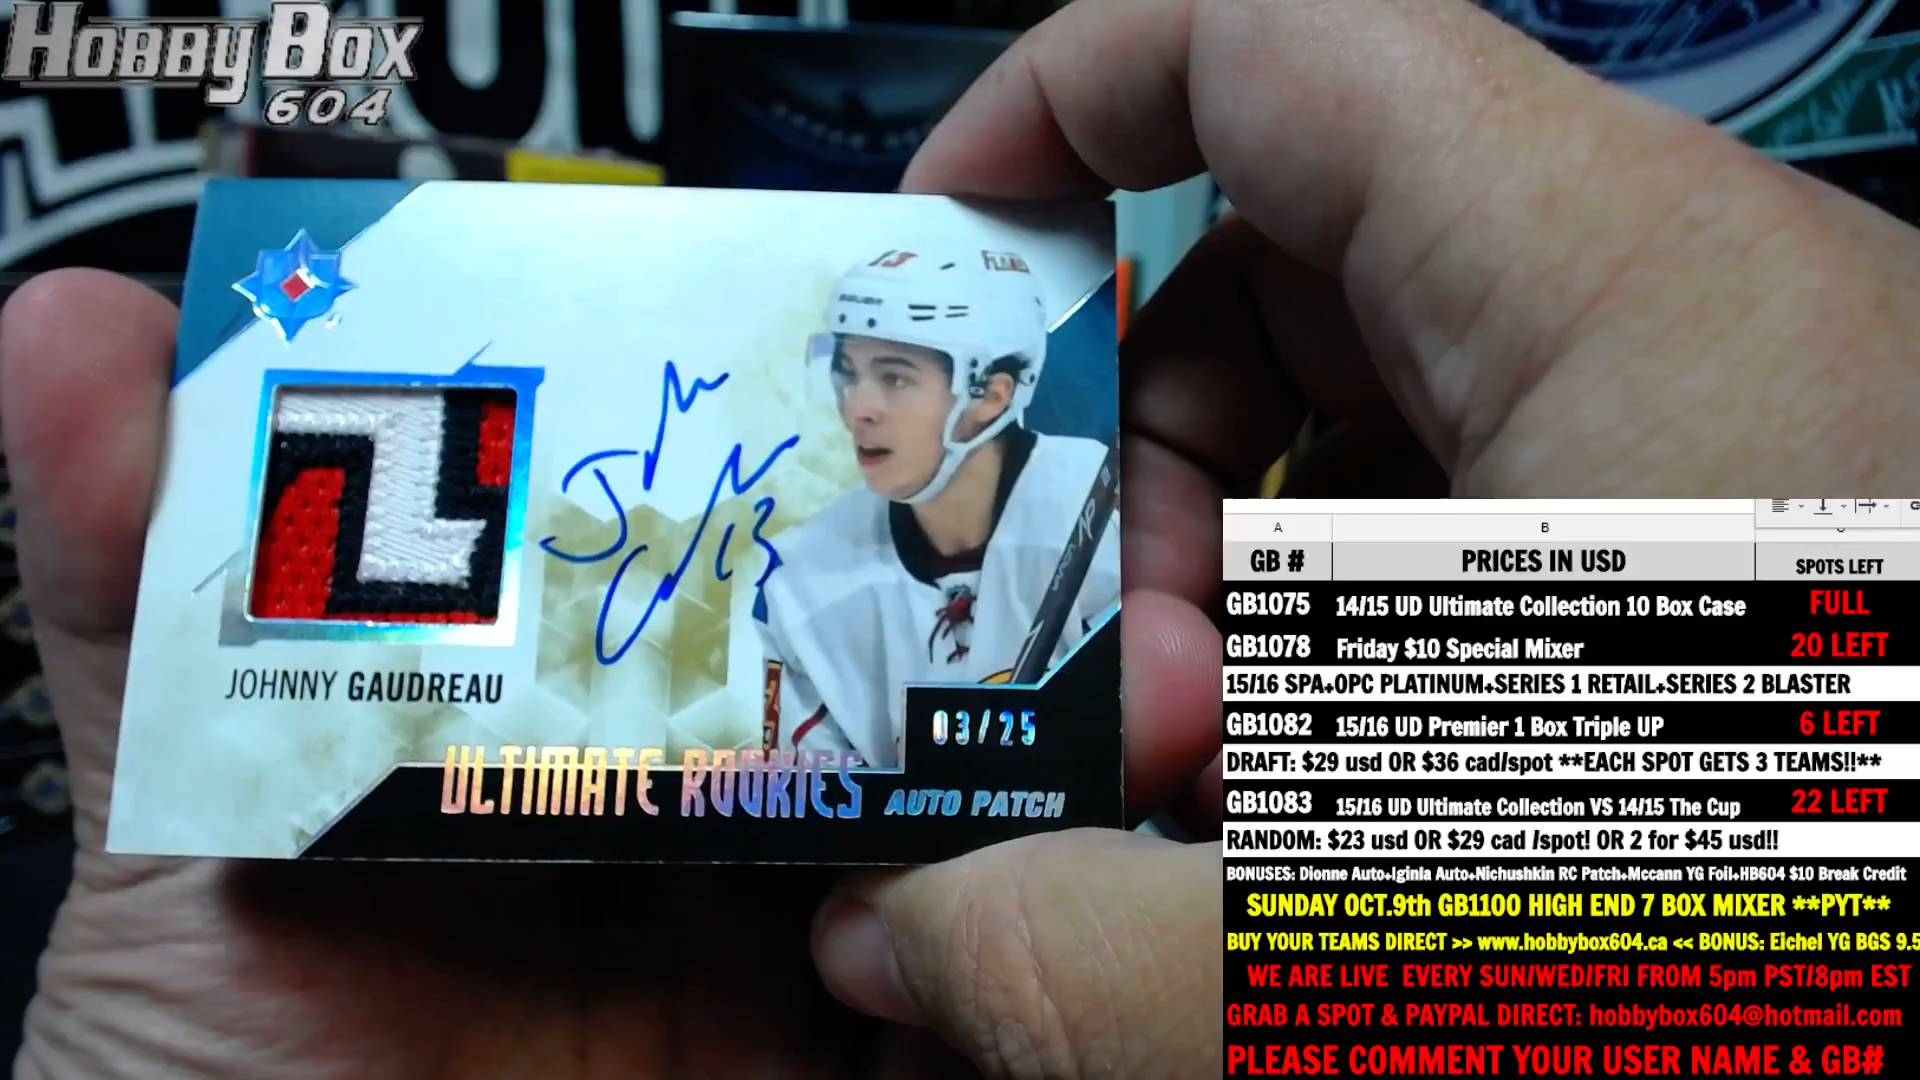 HOBBY BOX
604
13
FLAMES
BAUER
JOHNNY GAUDREAU
03/25
ULTIMATE ROOKIES AUTO PATCH
A B
GB # PRICES IN USD SPOTS LEFT
GB1075 14/15 UD Ultimate Collection 10 Box Case FULL
GB1078 Friday $10 Special Mixer 20 LEFT
15/16 SPA+OPC PLATINUM+SERIES 1 RETAIL+SERIES 2 BLASTER
GB1082 15/16 UD Premier 1 Box Triple UP 6 LEFT
DRAFT: $29 usd OR $36 cad/spot **EACH SPOT GETS 3 TEAMS!!**
GB1083 15/16 UD Ultimate Collection VS 14/15 The Cup 22 LEFT
RANDOM: $23 usd OR $29 cad /spot! OR 2 for $45 usd!!
BONUSES: Dionne Auto+Iginla Auto+Nichushkin RC Patch+Mccann YG Foil+HB604 $10 Break Credit
SUNDAY OCT.9th GB1100 HIGH END 7 BOX MIXER **PYT**
BUY YOUR TEAMS DIRECT >> www.hobbybox604.ca << BONUS: Eichel YG BGS 9.5
WE ARE LIVE EVERY SUN/WED/FRI FROM 5pm PST/8pm EST
GRAB A SPOT & PAYPAL DIRECT: hobbybox604@hotmail.com
PLEASE COMMENT YOUR USER NAME & GB#